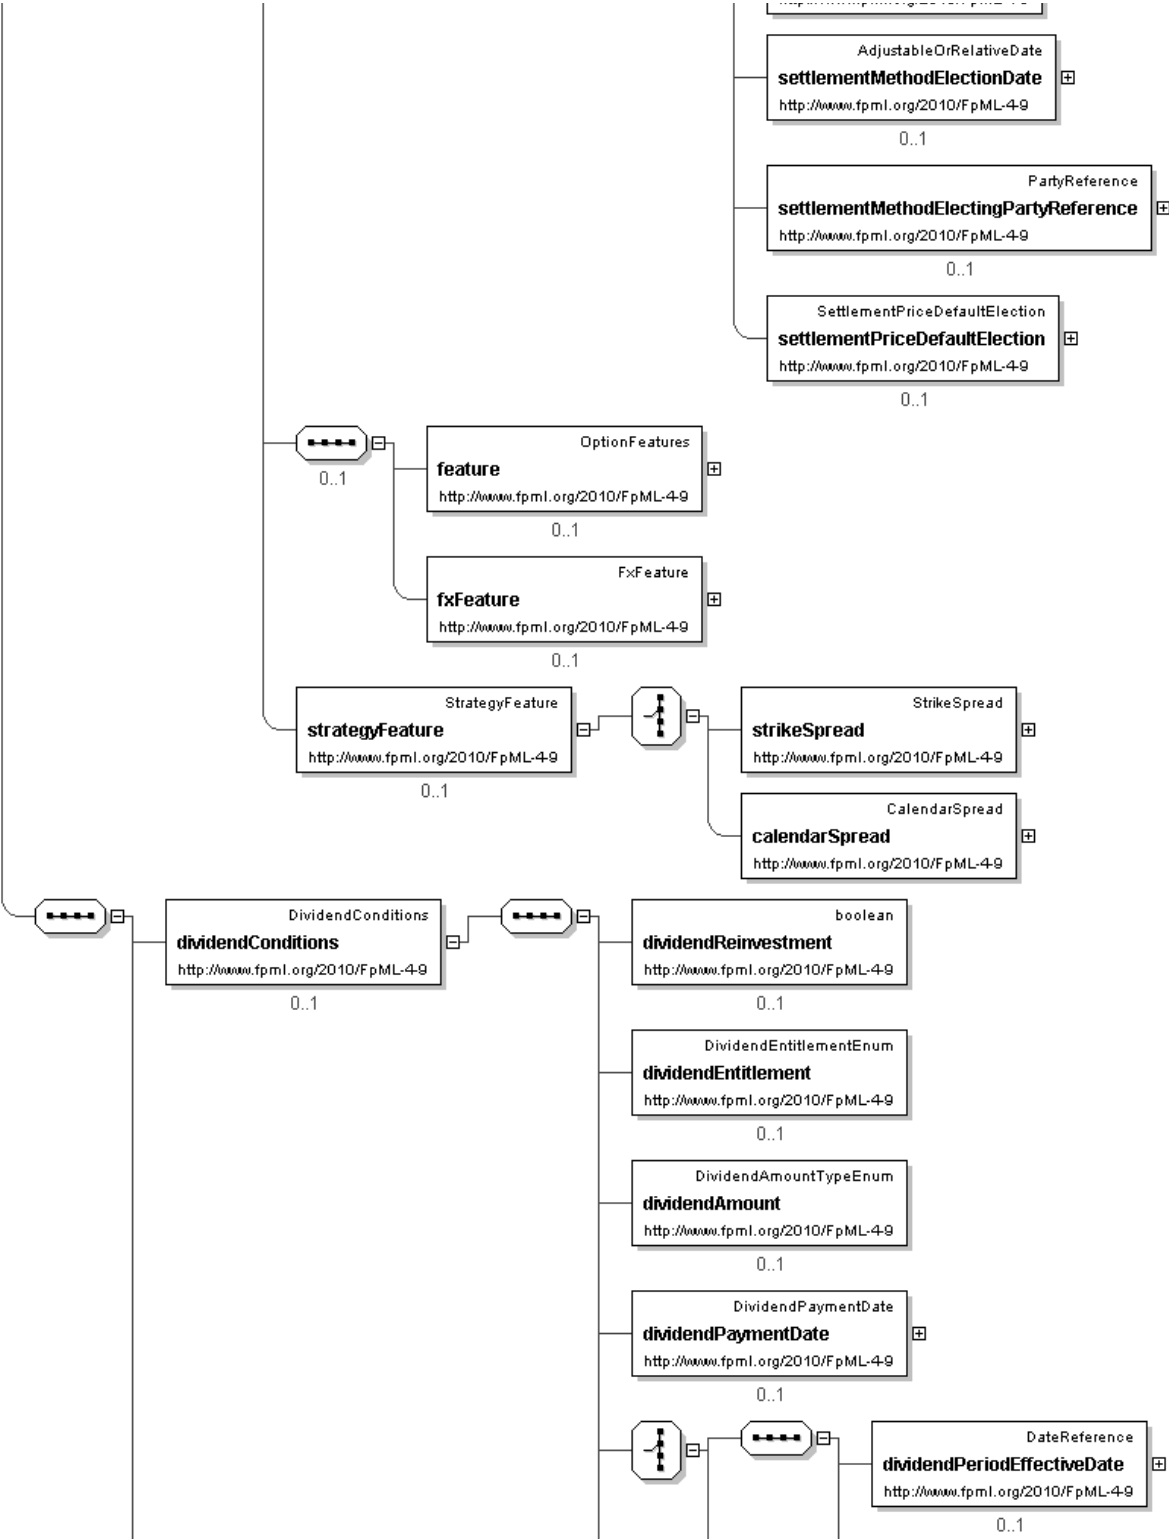 AdjustableOrRelativeDate
settlementMethodElectionDate
http://www.fpml.org/2010/FpML-4-9
0..1
PartyReference
settlementMethodElectingPartyReference
http://www.fpml.org/2010/FpML-4-9
0..1
SettlementPriceDefaultElection
settlementPriceDefaultElection
http://www.fpml.org/2010/FpML-4-9
0..1
0..1
OptionFeatures
feature
http://www.fpml.org/2010/FpML-4-9
0..1
FxFeature
fxFeature
http://www.fpml.org/2010/FpML-4-9
0..1
StrategyFeature
strategyFeature
http://www.fpml.org/2010/FpML-4-9
0..1
StrikeSpread
strikeSpread
http://www.fpml.org/2010/FpML-4-9
CalendarSpread
calendarSpread
http://www.fpml.org/2010/FpML-4-9
DividendConditions
dividendConditions
http://www.fpml.org/2010/FpML-4-9
0..1
boolean
dividendReinvestment
http://www.fpml.org/2010/FpML-4-9
0..1
DividendEntitlementEnum
dividendEntitlement
http://www.fpml.org/2010/FpML-4-9
0..1
DividendAmountTypeEnum
dividendAmount
http://www.fpml.org/2010/FpML-4-9
0..1
DividendPaymentDate
dividendPaymentDate
http://www.fpml.org/2010/FpML-4-9
0..1
DateReference
dividendPeriodEffectiveDate
http://www.fpml.org/2010/FpML-4-9
0..1